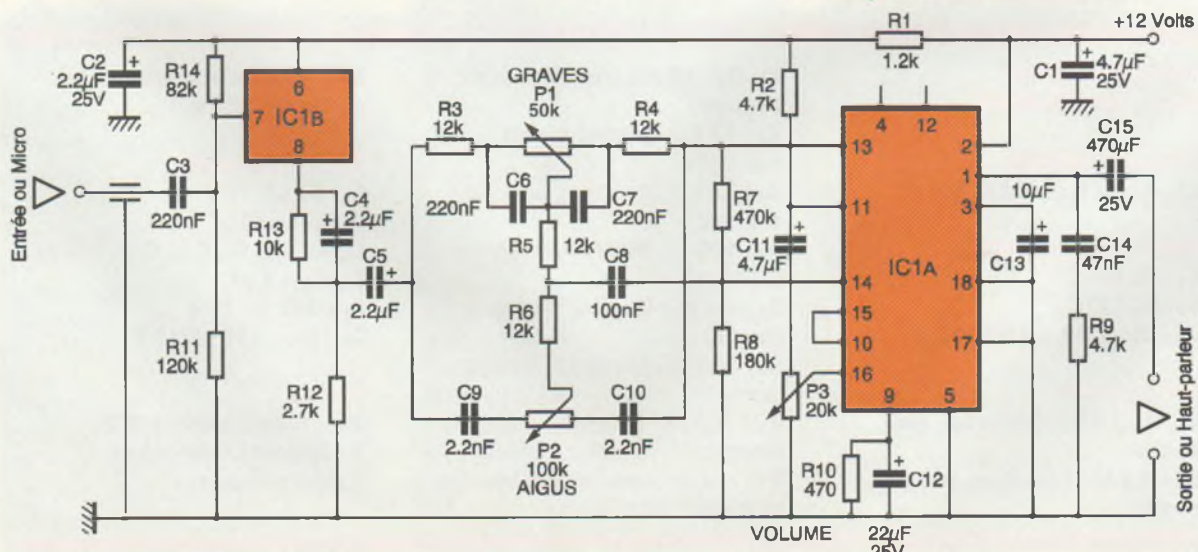 +12 Volts
R1
1.2k
C2
2.2µF
25V
+
R14
82k
6
7
IC1B
8
GRAVES
P1
50k
R3
12k
R4
12k
R2
4.7k
C1
+
4.7µF
25V
4
12
13
2
C15
470µF
+
25V
1
Entrée ou Micro
C3
220nF
R13
10k
C4
+
2.2µF
C5
+
2.2µF
C6
220nF
C7
220nF
R5
12k
C8
100nF
R6
12k
R7
470k
C11
+
4.7µF
11
IC1A
10µF
3
+
C13
C14
47nF
14
18
15
10
17
R9
4.7k
R11
120k
R12
2.7k
C9
2.2nF
C10
2.2nF
P2
100k
AIGUS
R8
180k
P3
20k
16
9
5
R10
470
+
C12
22µF
25V
VOLUME
Sortie ou Haut-parleur